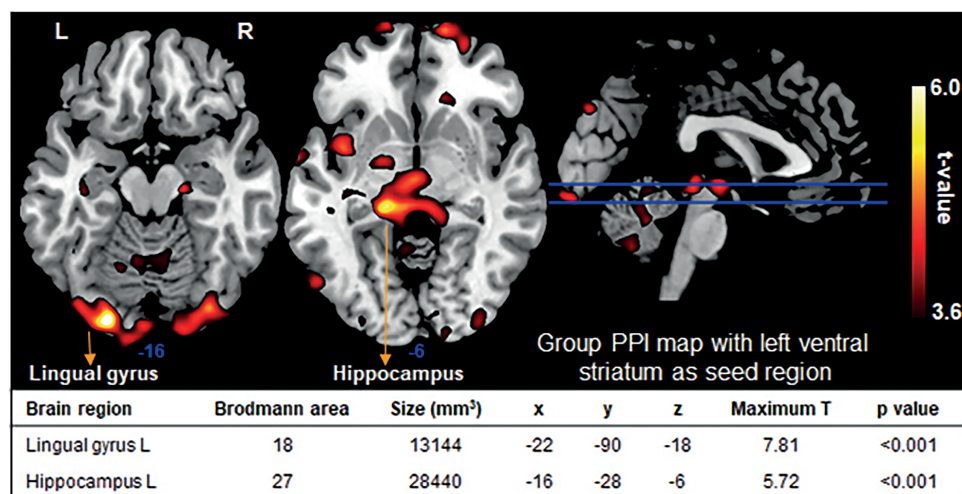 L R
6.0
t-value
3.6
-16 -6
Lingual gyrus Hippocampus
Group PPI map with left ventral
striatum as seed region
Brain region Brodmann area Size (mm³) x y z Maximum T p value
Lingual gyrus L 18 13144 -22 -90 -18 7.81 <0.001
Hippocampus L 27 28440 -16 -28 -6 5.72 <0.001